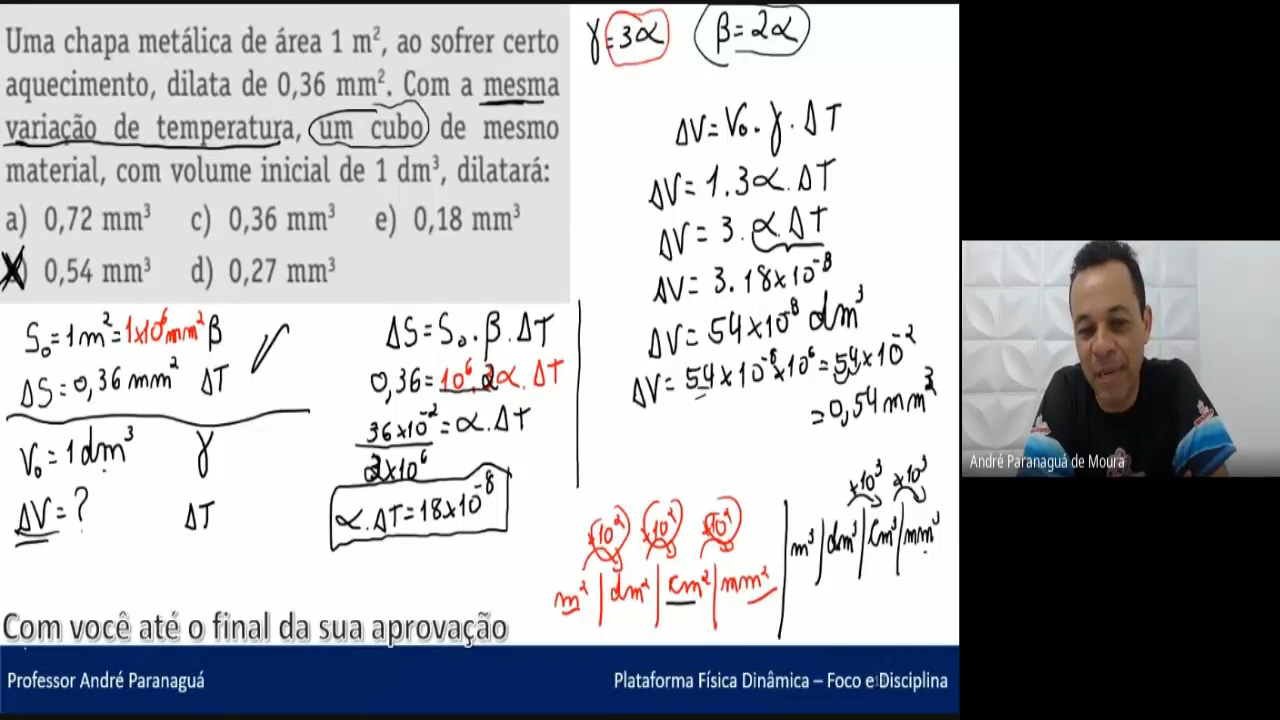 Uma chapa metálica de área 1 m², ao sofrer certo
aquecimento, dilata de 0,36 mm². Com a mesma
variação de temperatura, um cubo de mesmo
material, com volume inicial de 1 dm³, dilatará:
a) 0,72 mm³ c) 0,36 mm³ e) 0,18 mm³
0,54 mm³ d) 0,27 mm³
S₀ = 1m² = 1x10⁶mm² β
ΔS = 0,36 mm² ΔT
V₀ = 1dm³ γ
ΔV = ? ΔT
ΔS = S₀ . β . ΔT
0,36 = 10⁶ . 2α . ΔT
36x10⁻² = α . ΔT
2x10⁶
α . ΔT = 18x10⁻⁸
γ = 3α β = 2α
ΔV = V₀ . γ . ΔT
ΔV = 1 . 3α . ΔT
ΔV = 3 . α . ΔT
ΔV = 3 . 18x10⁻⁸
ΔV = 54x10⁻⁸ dm³
ΔV = 54x10⁻⁸x10⁶ = 54x10⁻²
= 0,54 mm³
x10² x10² x10²
m² | dm² | cm² | mm²
x10³ x10³
m³ | dm³ | cm³ | mm³
André Paranaguá de Moura
Com você até o final da sua aprovação
Professor André Paranaguá Plataforma Física Dinâmica – Foco e Disciplina